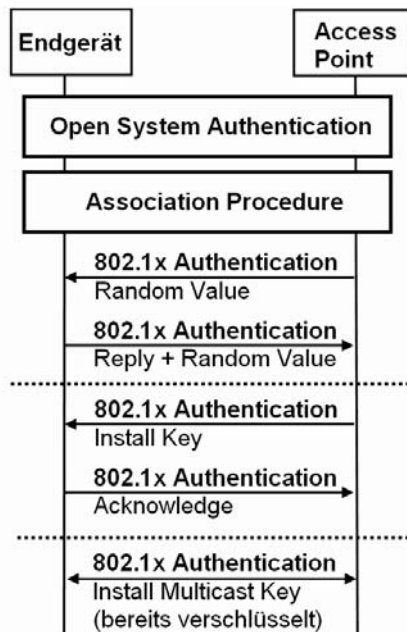 Endgerät
Access
Point
Open System Authentication
Association Procedure
802.1x Authentication
Random Value
802.1x Authentication
Reply + Random Value
802.1x Authentication
Install Key
802.1x Authentication
Acknowledge
802.1x Authentication
Install Multicast Key
(bereits verschlüsselt)